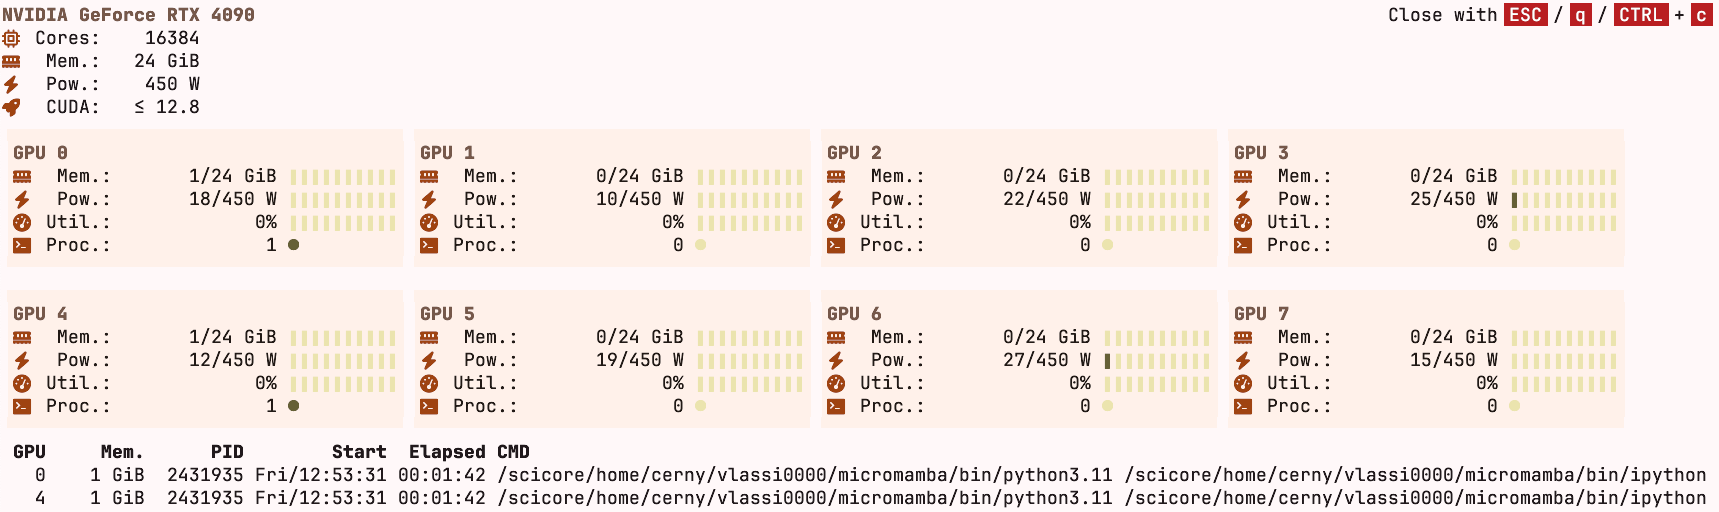 NVIDIA GeForce RTX 4090 Close with ESC / q / CTRL + c
Cores: 16384
Mem.: 24 GiB
Pow.: 450 W
CUDA: ≤ 12.8
GPU 0
Mem.: 1/24 GiB
Pow.: 18/450 W
Util.: 0%
Proc.: 1
GPU 1
Mem.: 0/24 GiB
Pow.: 10/450 W
Util.: 0%
Proc.: 0
GPU 2
Mem.: 0/24 GiB
Pow.: 22/450 W
Util.: 0%
Proc.: 0
GPU 3
Mem.: 0/24 GiB
Pow.: 25/450 W
Util.: 0%
Proc.: 0
GPU 4
Mem.: 1/24 GiB
Pow.: 12/450 W
Util.: 0%
Proc.: 1
GPU 5
Mem.: 0/24 GiB
Pow.: 19/450 W
Util.: 0%
Proc.: 0
GPU 6
Mem.: 0/24 GiB
Pow.: 27/450 W
Util.: 0%
Proc.: 0
GPU 7
Mem.: 0/24 GiB
Pow.: 15/450 W
Util.: 0%
Proc.: 0
GPU Mem. PID Start Elapsed CMD
0 1 GiB 2431935 Fri/12:53:31 00:01:42 /scicore/home/cerny/vlassi0000/micromamba/bin/python3.11 /scicore/home/cerny/vlassi0000/micromamba/bin/ipython
4 1 GiB 2431935 Fri/12:53:31 00:01:42 /scicore/home/cerny/vlassi0000/micromamba/bin/python3.11 /scicore/home/cerny/vlassi0000/micromamba/bin/ipython